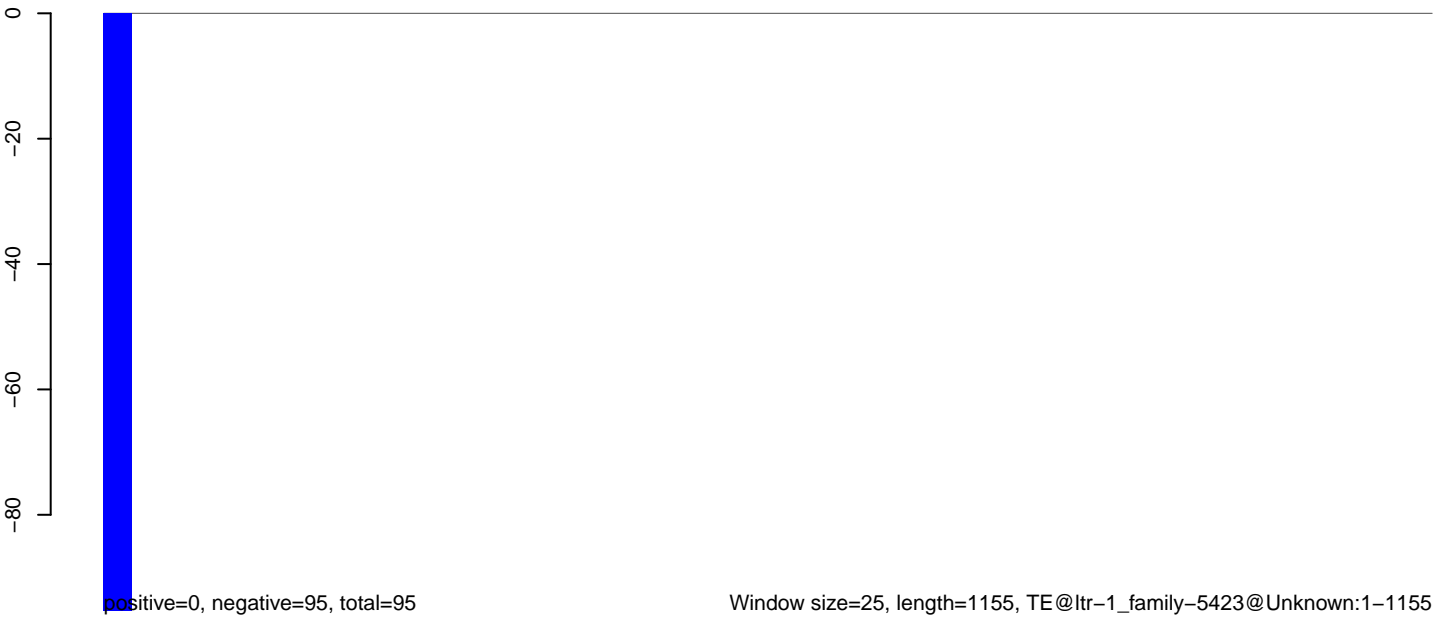 0
−20
−40
−60
−80
positive=0, negative=95, total=95
Window size=25, length=1155, TE@ltr−1_family−5423@Unknown:1−1155